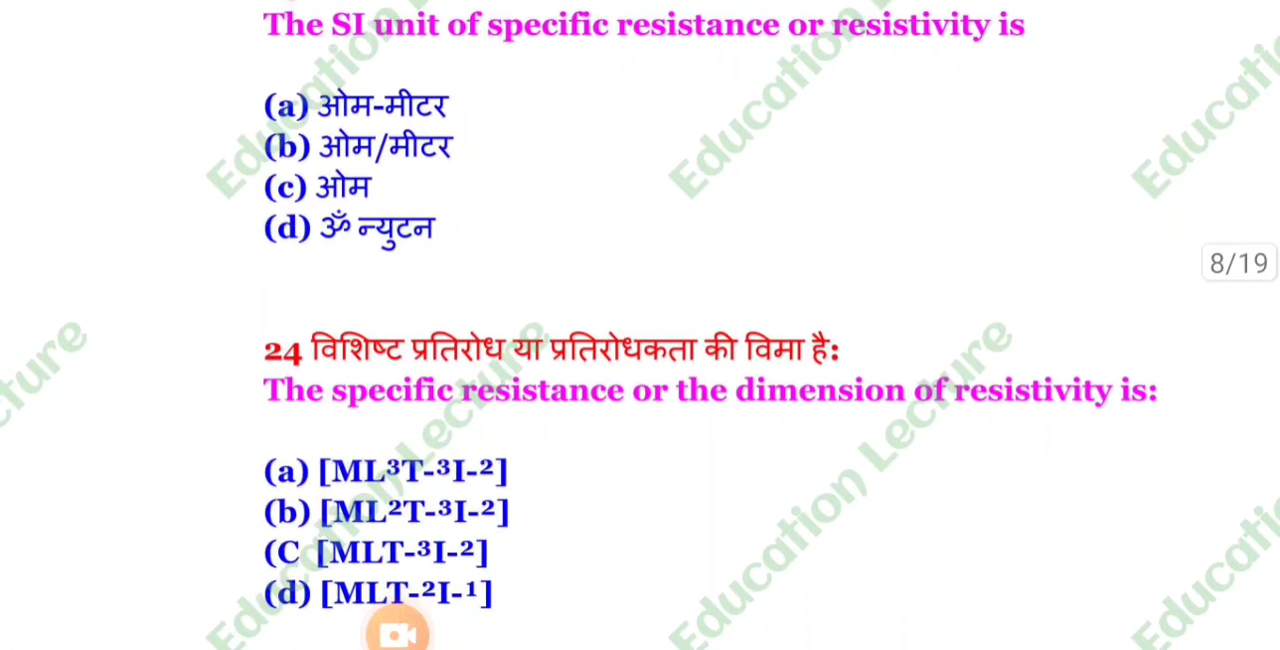 The SI unit of specific resistance or resistivity is
(a) ओम-मीटर
(b) ओम/मीटर
(c) ओम
(d) ॐ न्युटन
8/19
24 विशिष्ट प्रतिरोध या प्रतिरोधकता की विमा है:
The specific resistance or the dimension of resistivity is:
(a) [ML³T-³I-²]
(b) [ML²T-³I-²]
(C [MLT-³I-²]
(d) [MLT-²I-¹]
Education Lecture